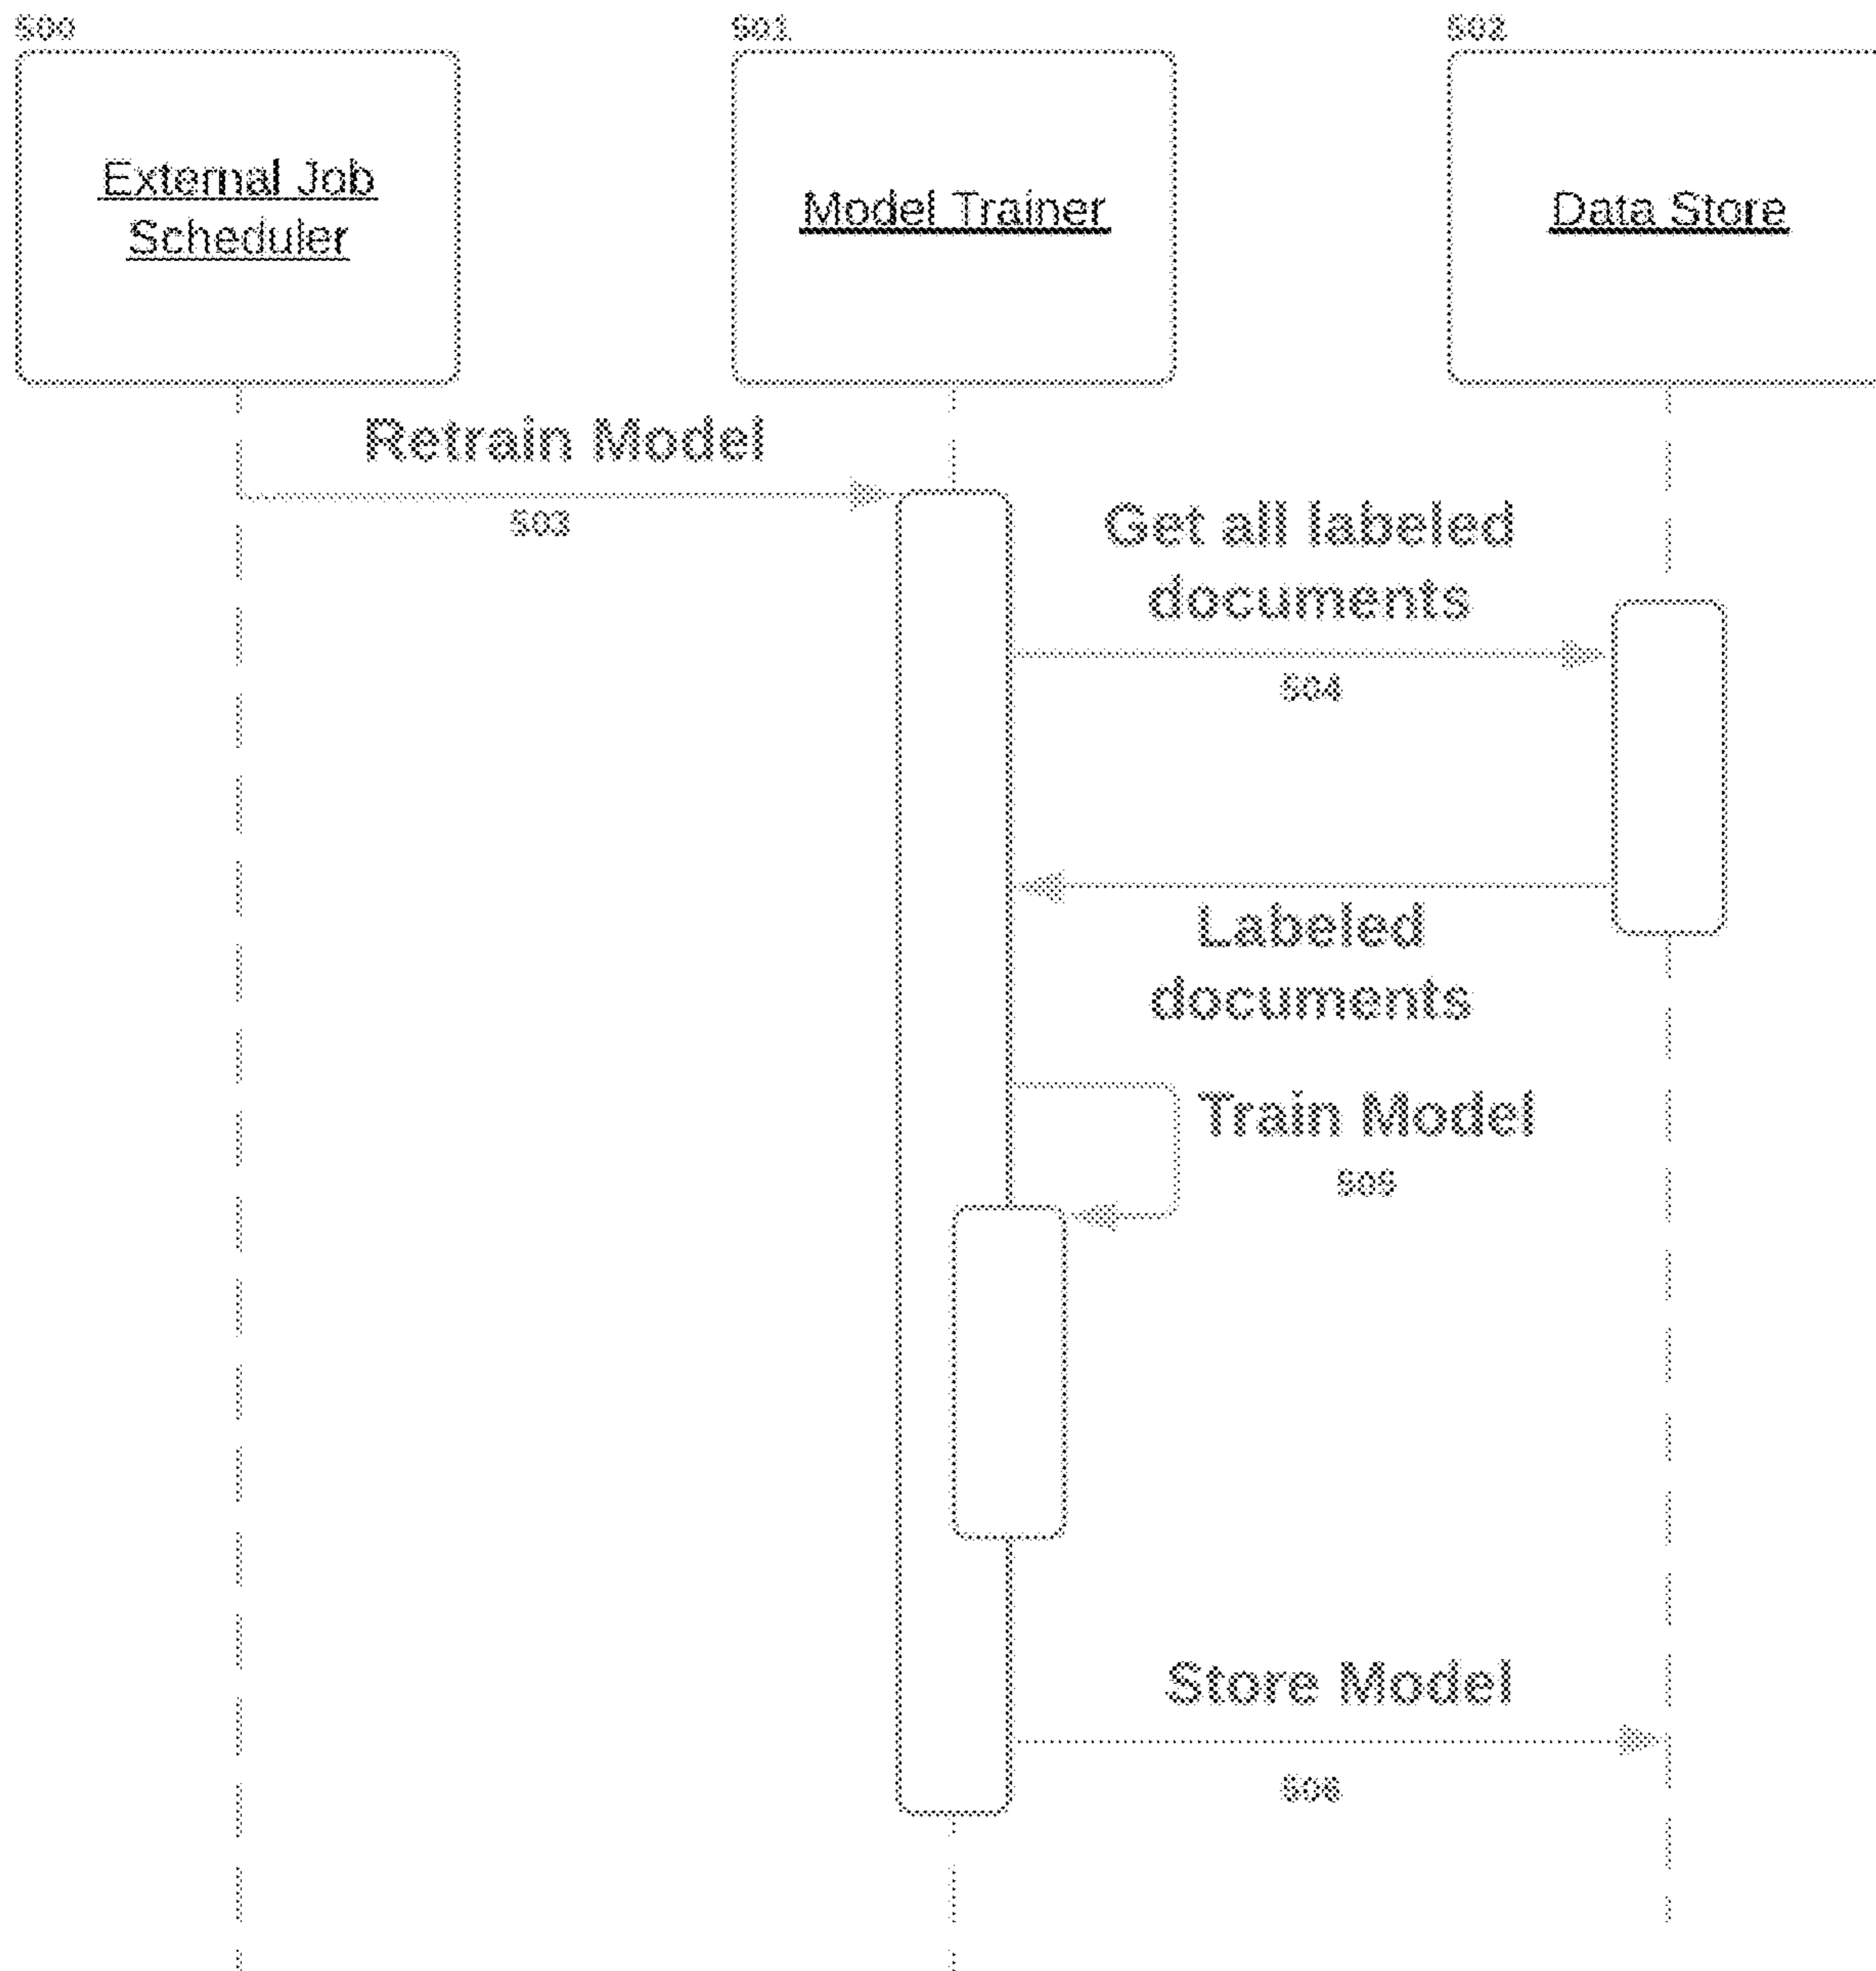 500
501
502
External Job
Scheduler
Model Trainer
Data Store
Retrain Model
503
Get all labeled
documents
504
Labeled
documents
Train Model
505
Store Model
506